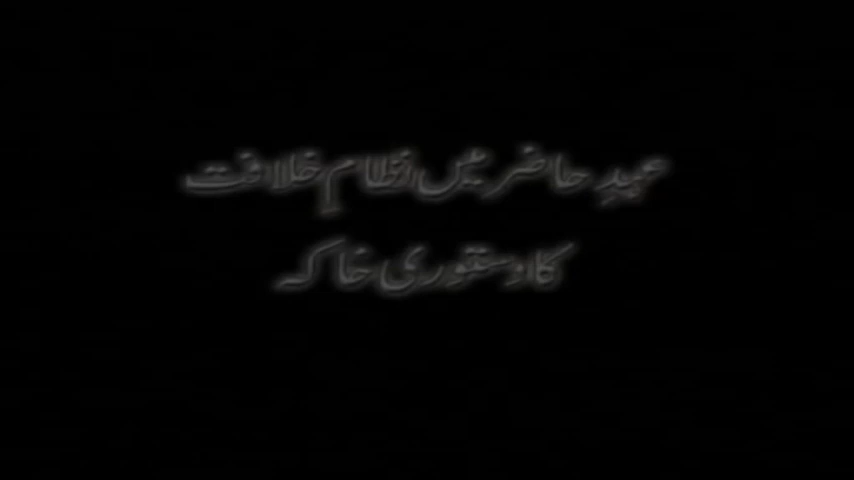 عہدِ حاضر میں نظامِ خلافت
کا دستوری خاکہ